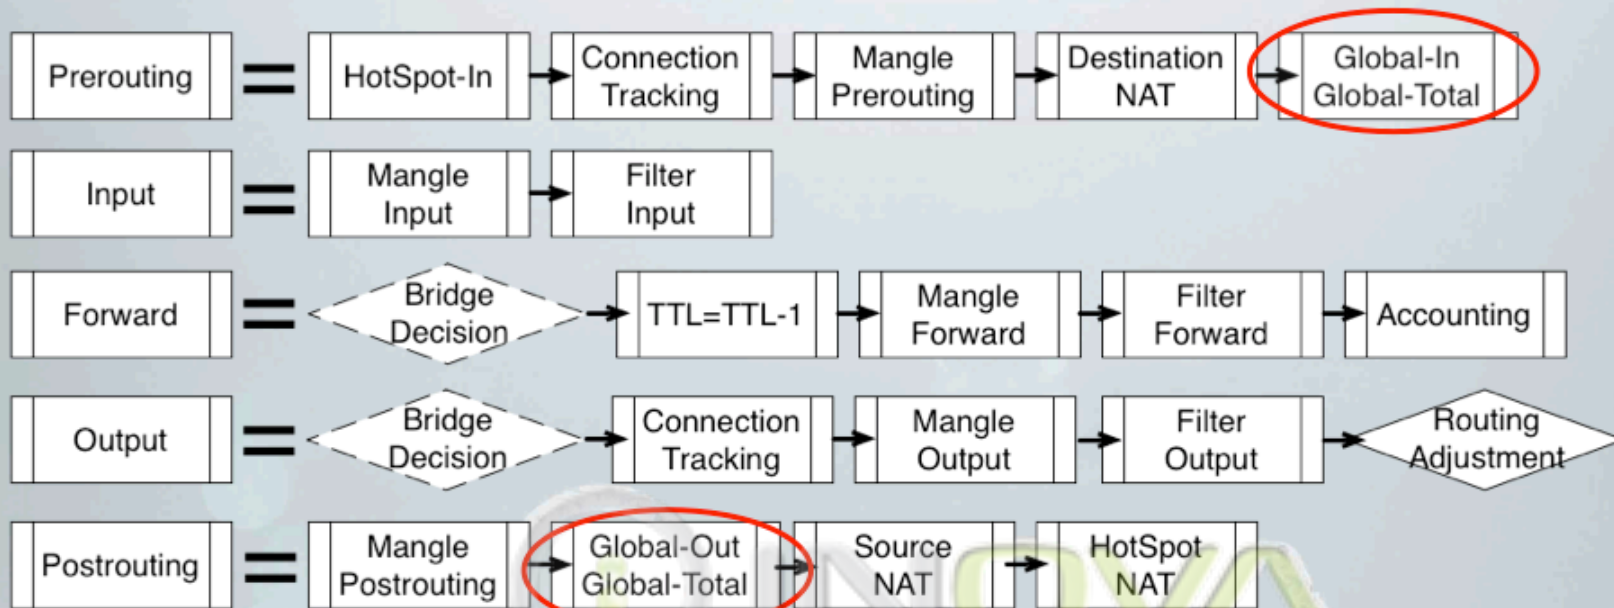 Prerouting = HotSpot-In Connection Tracking Mangle Prerouting Destination NAT Global-In Global-Total
Input = Mangle Input Filter Input
Forward = Bridge Decision TTL=TTL-1 Mangle Forward Filter Forward Accounting
Output = Bridge Decision Connection Tracking Mangle Output Filter Output Routing Adjustment
Postrouting = Mangle Postrouting Global-Out Global-Total Source NAT HotSpot NAT